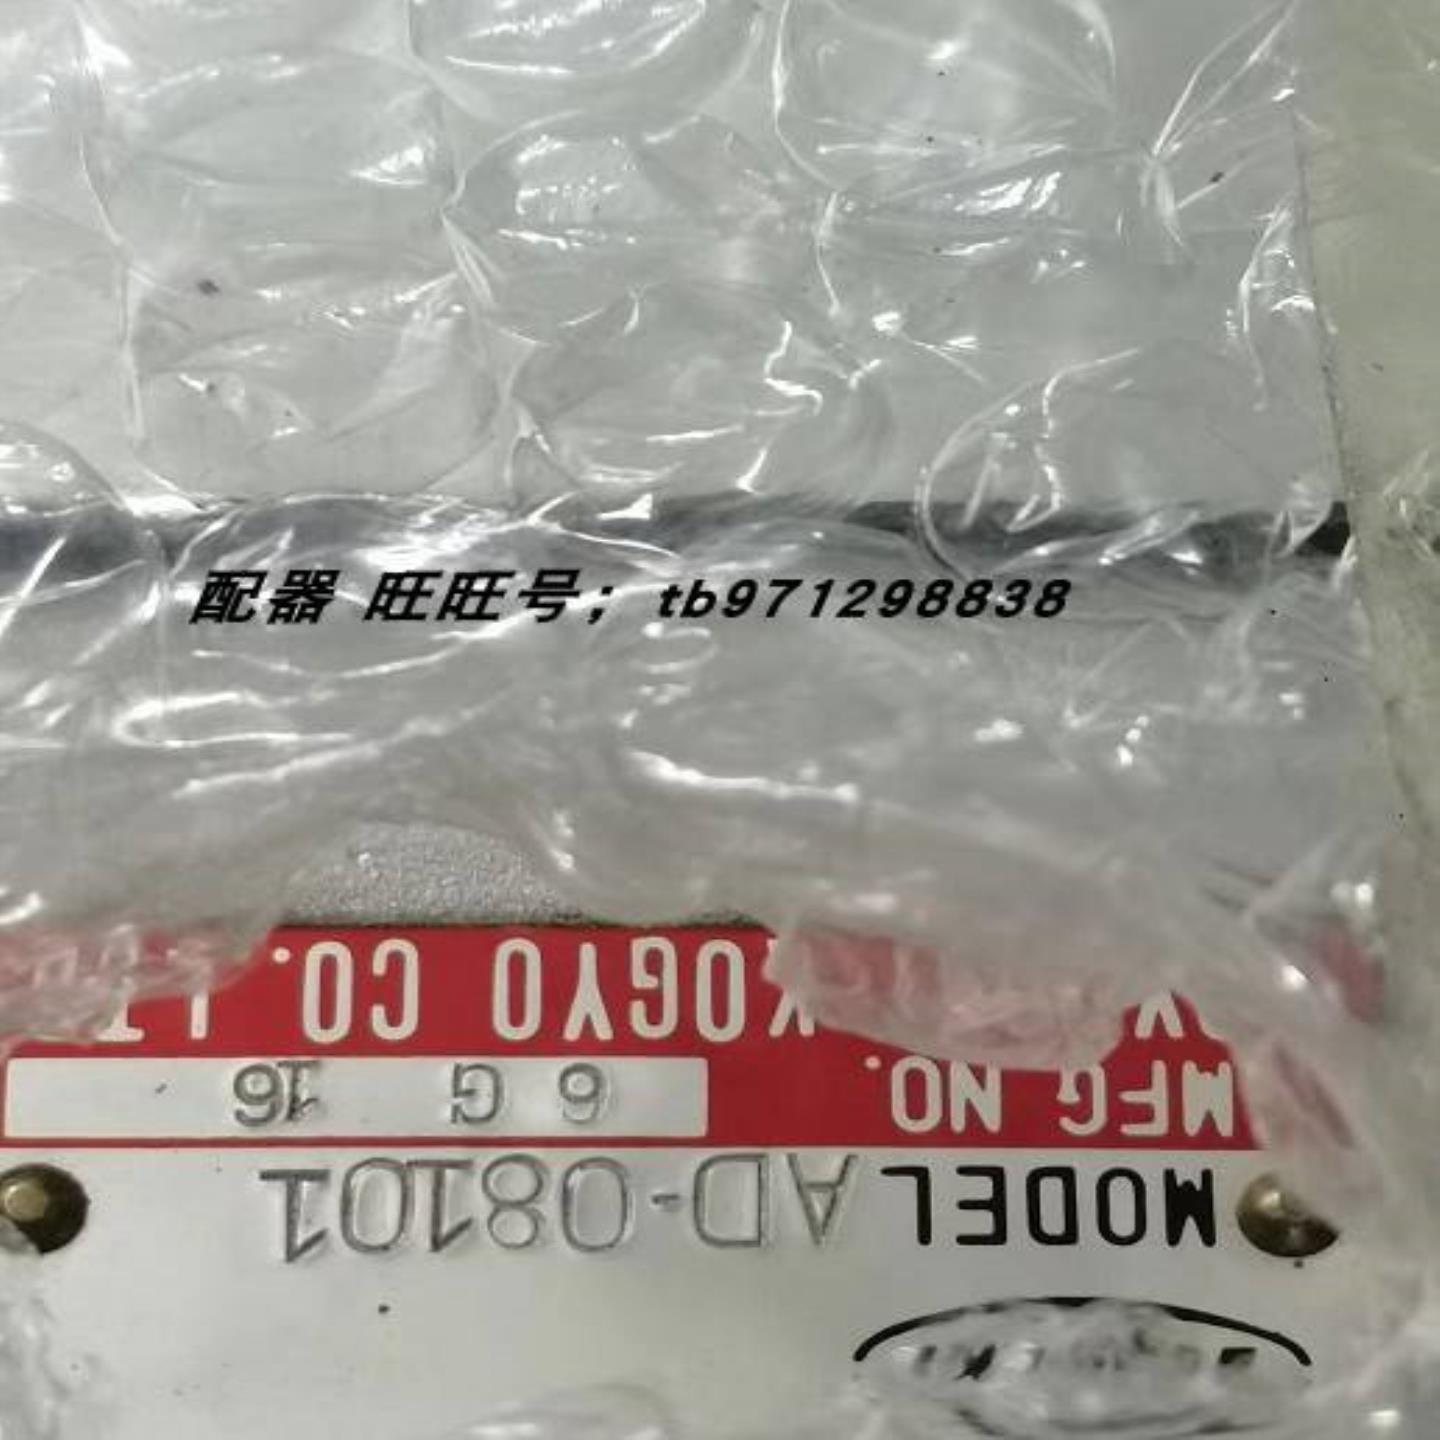 配器 旺旺号; tb971298838
MODEL AD-08101
MFG NO. 6 G 16
KOGYO CO.